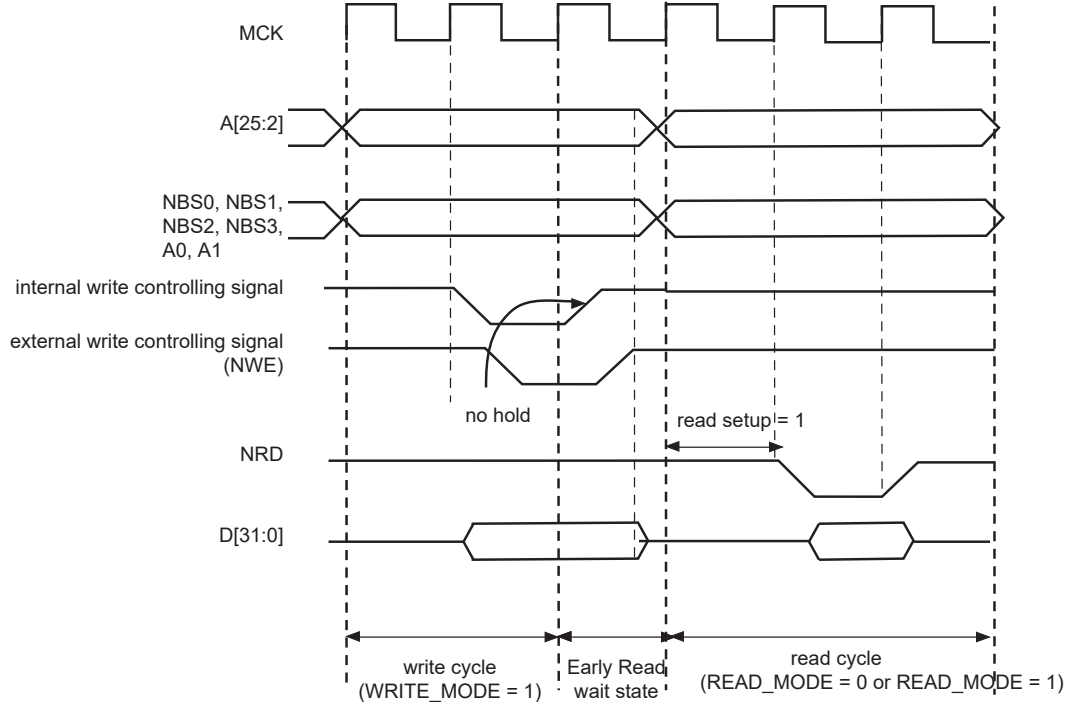 MCK
A[25:2]
NBS0, NBS1,
NBS2, NBS3,
A0, A1
internal write controlling signal
external write controlling signal
(NWE)
no hold
read setup = 1
NRD
D[31:0]
write cycle
(WRITE_MODE = 1)
Early Read
wait state
read cycle
(READ_MODE = 0 or READ_MODE = 1)